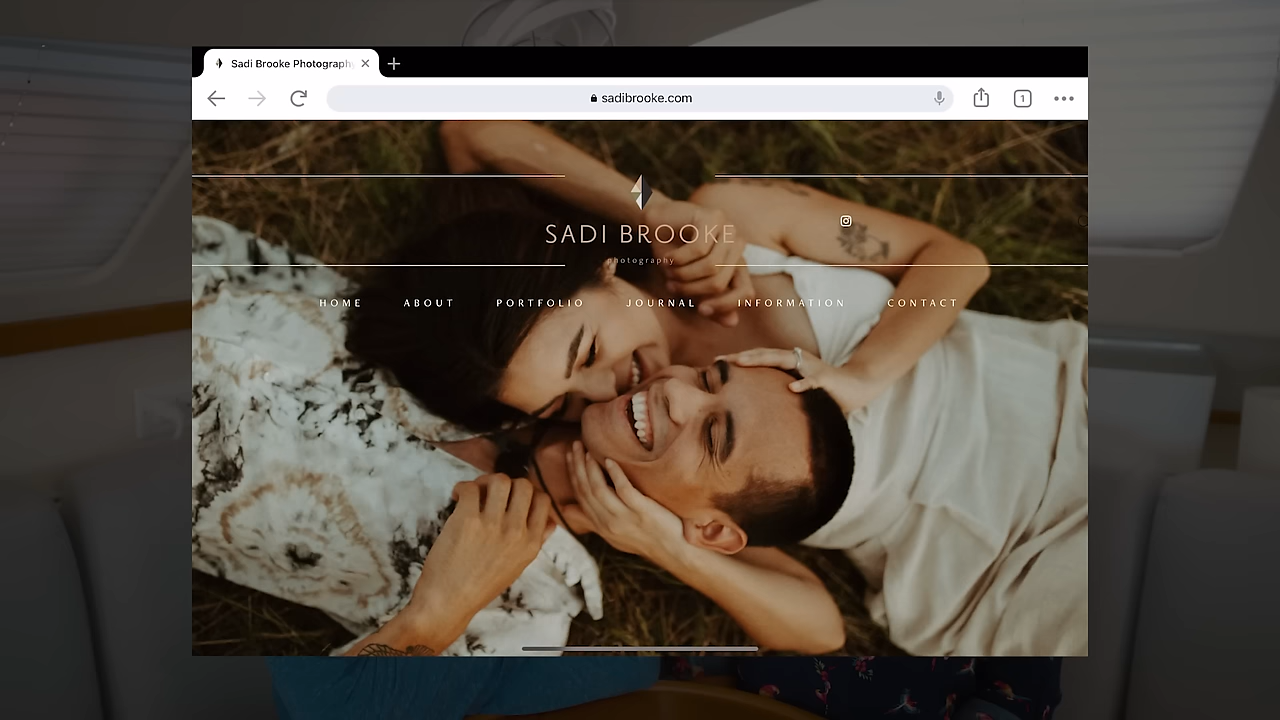 Sadi Brooke Photograph
sadibrooke.com
1
SADI BROOKE
photography
HOME ABOUT PORTFOLIO JOURNAL INFORMATION CONTACT